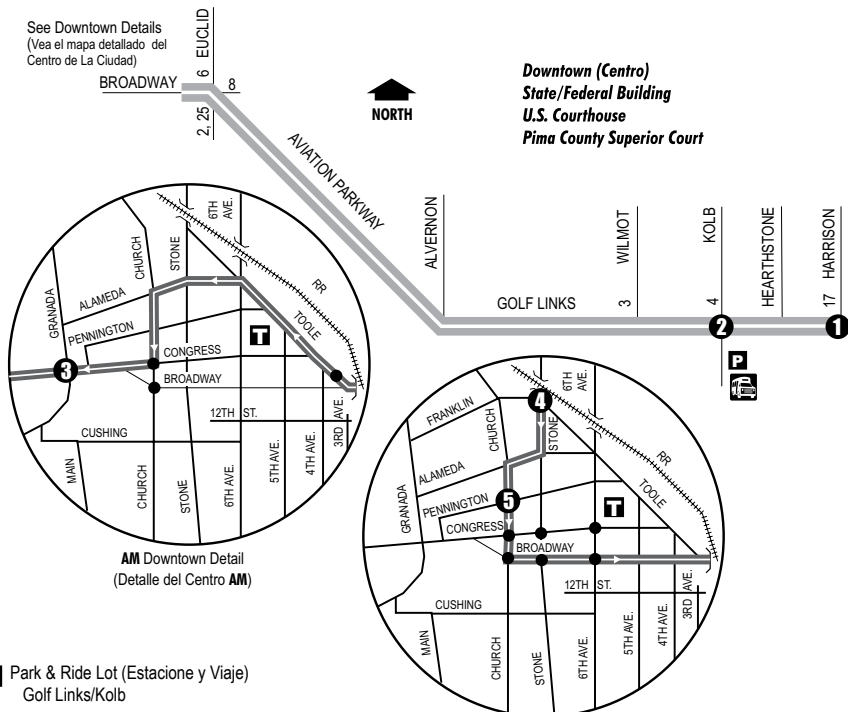 See Downtown Details
(Vea el mapa detallado del
Centro de La Ciudad)
BROADWAY
6 EUCLID
8
2, 25
NORTH
Downtown (Centro)
State/Federal Building
U.S. Courthouse
Pima County Superior Court
AVIATION PARKWAY
ALVERNON
GOLF LINKS
3 WILMOT
4 KOLB
HEARTHSTONE
17 HARRISON
2
1
P
GRANADA
CHURCH
STONE
6TH
AVE.
RR
ALAMEDA
PENNINGTON
TOOLE
T
3
CONGRESS
BROADWAY
12TH ST.
3RD AVE.
CUSHING
MAIN
CHURCH
STONE
6TH AVE.
5TH AVE.
4TH AVE.
AM Downtown Detail
(Detalle del Centro AM)
6TH
AVE.
4
FRANKLIN
CHURCH
STONE
RR
ALAMEDA
TOOLE
GRANADA
PENNINGTON
5
T
CONGRESS
BROADWAY
12TH ST.
3RD AVE.
CUSHING
MAIN
CHURCH
STONE
6TH AVE.
5TH AVE.
4TH AVE.
Park & Ride Lot (Estacione y Viaje)
Golf Links/Kolb